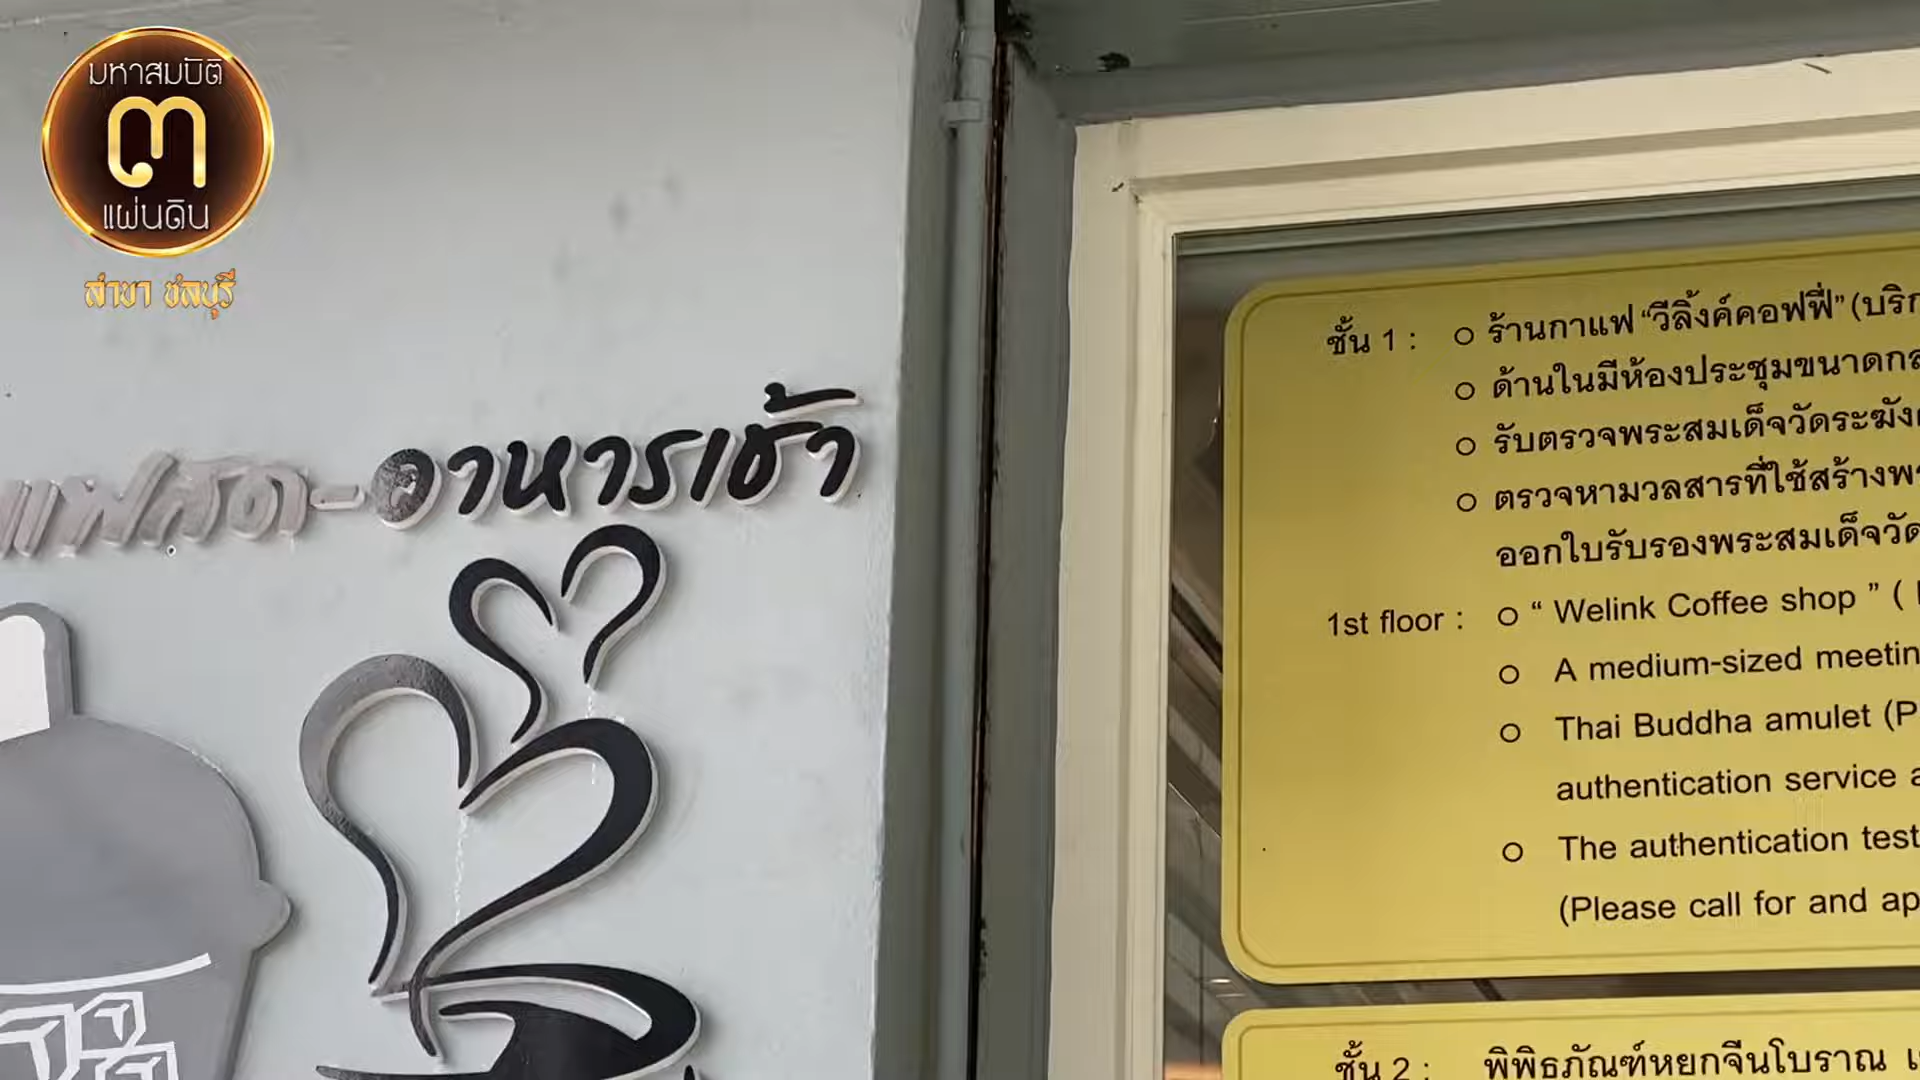 มหาสมบัติ
๓
แผ่นดิน
สาขา ชลบุรี
แฟสด-อาหารเช้า
ชั้น 1 : ร้านกาแฟ “วีลิ้งค์คอฟฟี่” (บริก
ด้านในมีห้องประชุมขนาดกล
รับตรวจพระสมเด็จวัดระฆัง
ตรวจหามวลสารที่ใช้สร้างพร
ออกใบรับรองพระสมเด็จวัด
1st floor : “ Welink Coffee shop ” (
A medium-sized meetin
Thai Buddha amulet (P
authentication service a
The authentication test
(Please call for and ap
ชั้น 2 : พิพิธภัณฑ์หยกจีนโบราณ